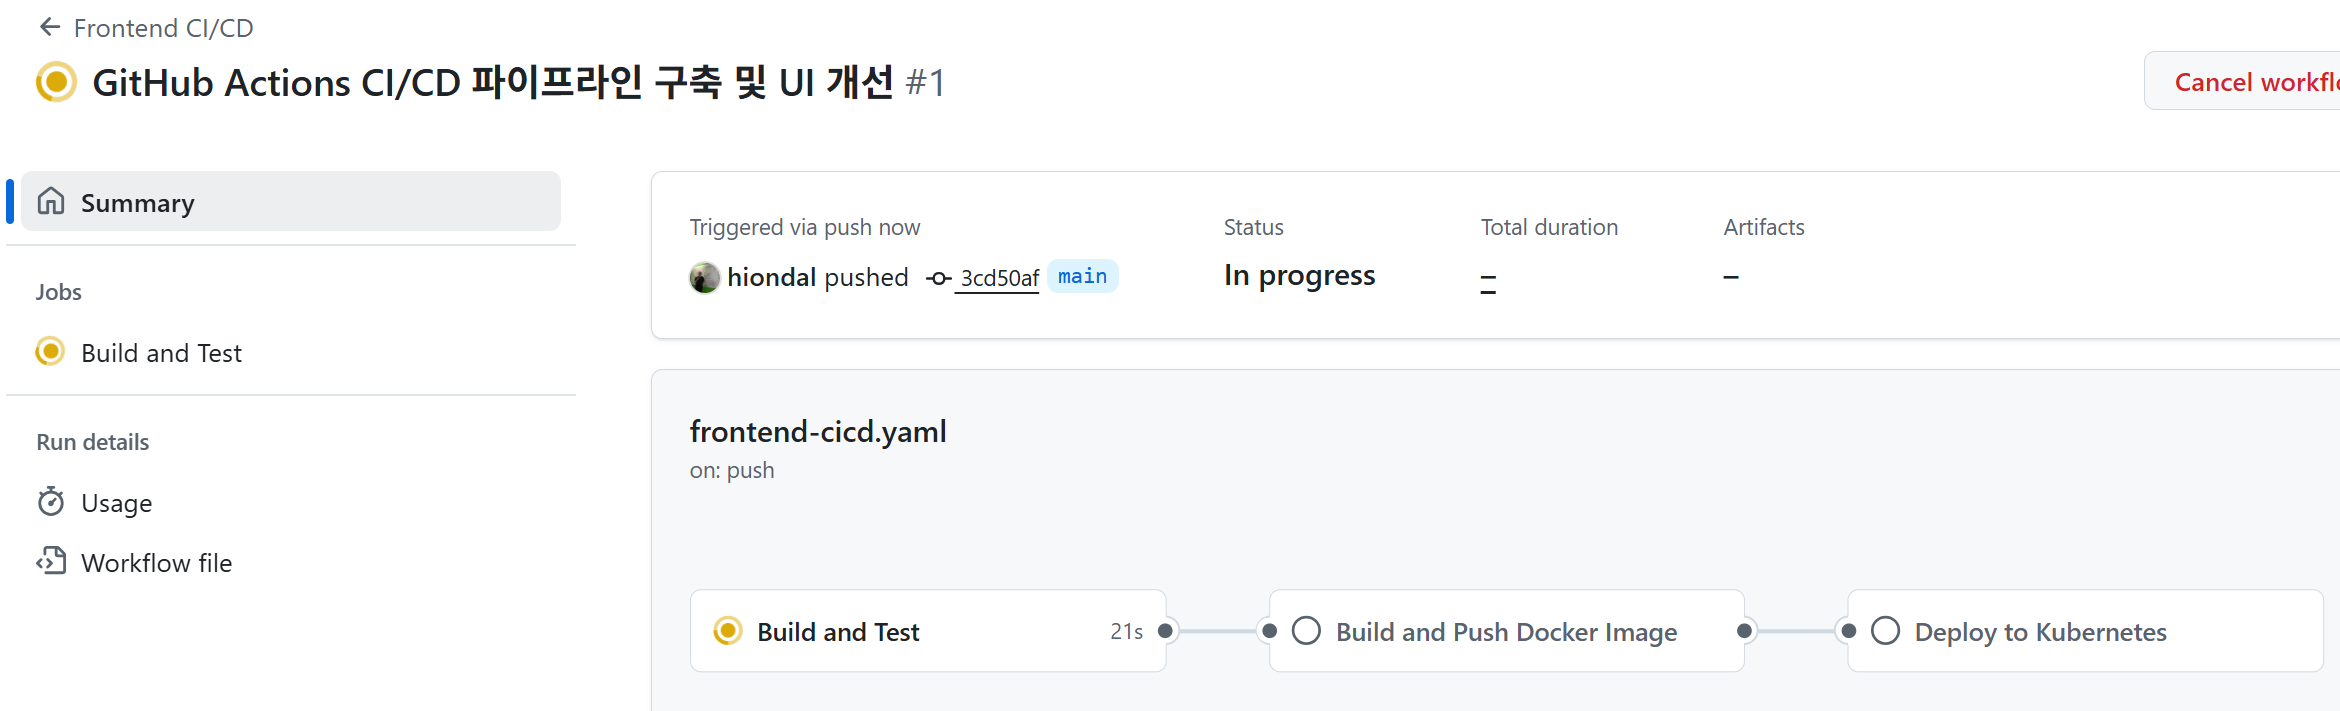 Frontend CI/CD
GitHub Actions CI/CD 파이프라인 구축 및 UI 개선 #1
Cancel workflo
Summary
Jobs
Build and Test
Run details
Usage
Workflow file
Triggered via push now
hiondal pushed 3cd50af main
Status
In progress
Total duration
–
Artifacts
–
frontend-cicd.yaml
on: push
Build and Test 21s
Build and Push Docker Image
Deploy to Kubernetes